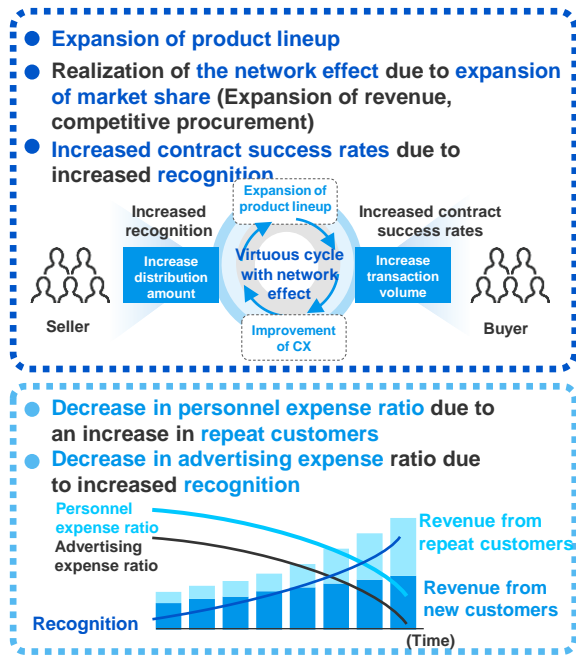 Expansion of product lineup
Realization of the network effect due to expansion
of market share (Expansion of revenue,
competitive procurement)
Increased contract success rates due to
increased recognition
Expansion of
product lineup
Increased
recognition
Increased contract
success rates
Increase
distribution
amount
Virtuous cycle
with network
effect
Increase
transaction
volume
Seller
Improvement
of CX
Buyer
Decrease in personnel expense ratio due to
an increase in repeat customers
Decrease in advertising expense ratio due
to increased recognition
Personnel
expense ratio
Advertising
expense ratio
Revenue from
repeat customers
Revenue from
new customers
Recognition
(Time)